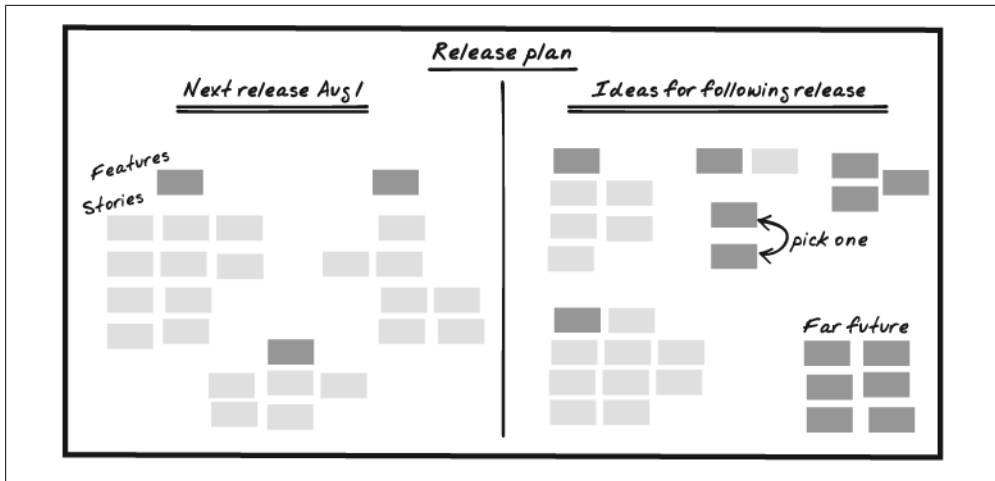 Release plan
Next release Aug 1
Ideas for following release
Features
Stories
pick one
Far future